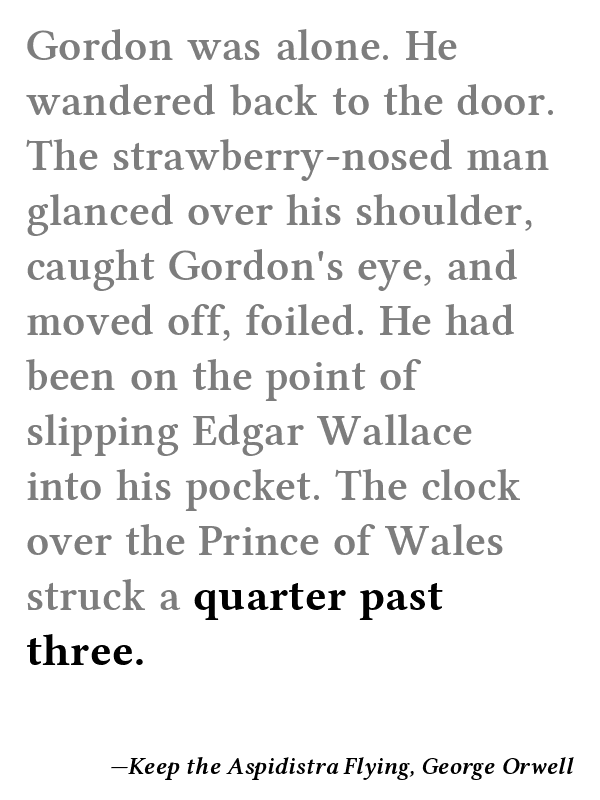 Gordon was alone. He
wandered back to the door.
The strawberry-nosed man
glanced over his shoulder,
caught Gordon's eye, and
moved off, foiled. He had
been on the point of
slipping Edgar Wallace
into his pocket. The clock
over the Prince of Wales
struck a quarter past
three.
—Keep the Aspidistra Flying, George Orwell